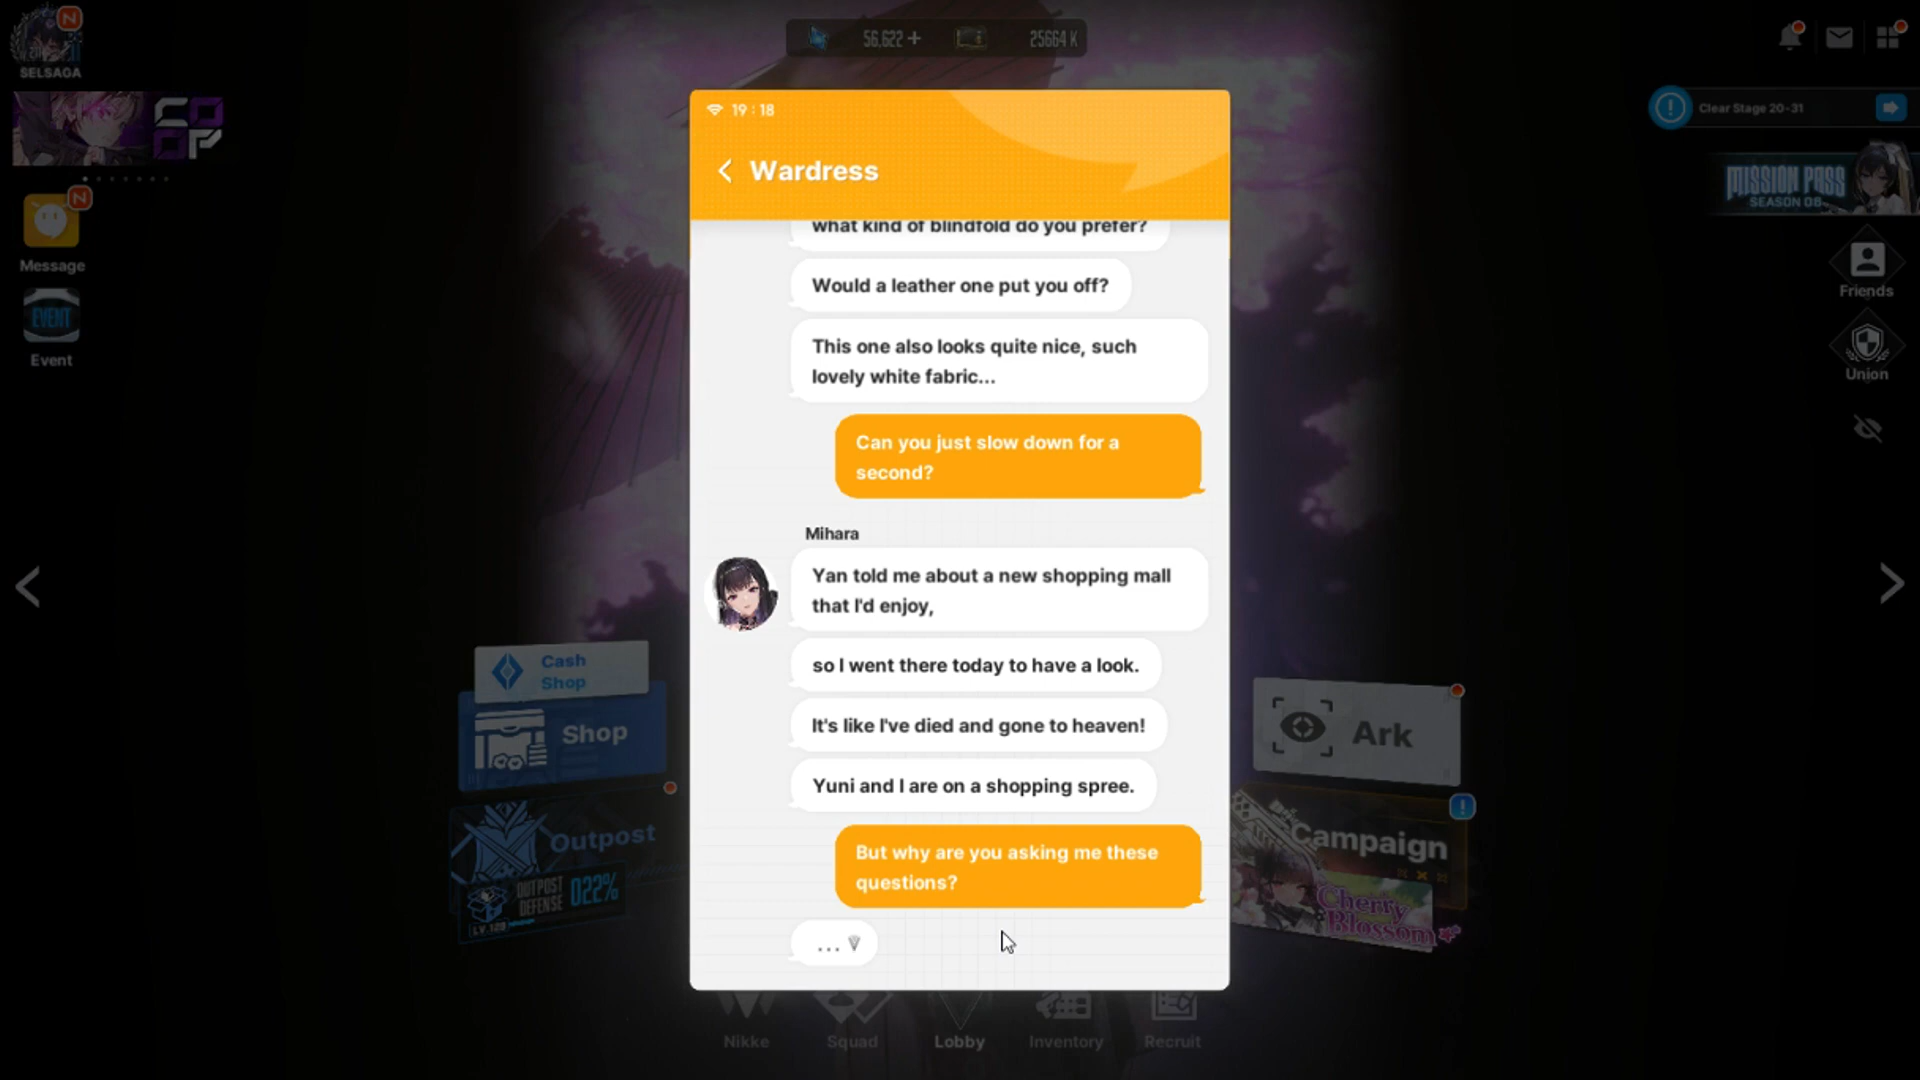 N
SELSAGA
CO
OP
N
Message
EVENT
Event
56,622 +
25664 K
Clear Stage 20-31
MISSION PASS
SEASON 08
Friends
Union
19 : 18
Wardress
what kind of blindfold do you prefer?
Would a leather one put you off?
This one also looks quite nice, such
lovely white fabric...
Can you just slow down for a
second?
Mihara
Yan told me about a new shopping mall
that I'd enjoy,
so I went there today to have a look.
It's like I've died and gone to heaven!
Yuni and I are on a shopping spree.
But why are you asking me these
questions?
...
Cash
Shop
Shop
Outpost
OUTPOST
DEFENSE
022%
LV.120
Ark
Campaign
Cherry
Blossom
Nikke
Squad
Lobby
Inventory
Recruit